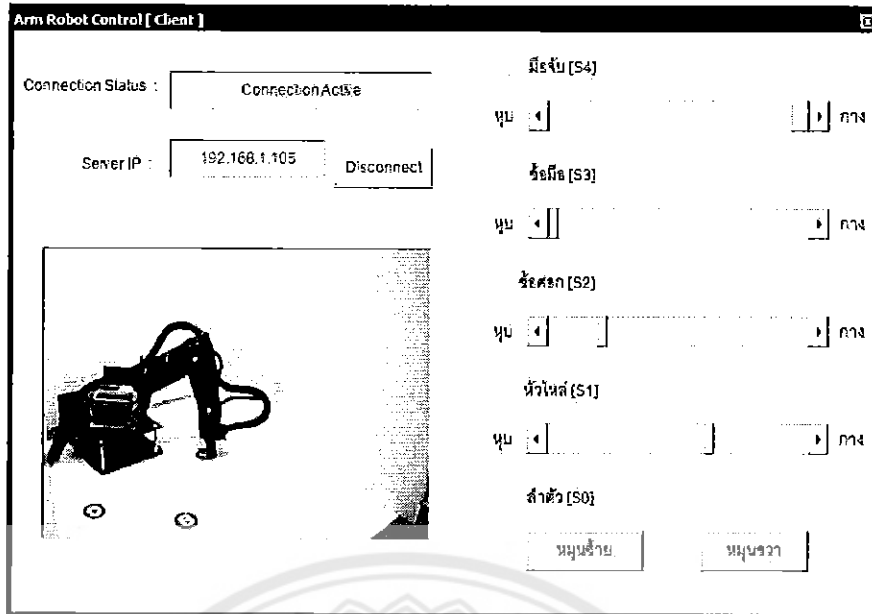 Arm Robot Control [ Client ]
Connection Status :
Connection Active
Server IP :
192.168.1.105
Disconnect
มือจับ [S4]
หุบ
กาง
ข้อมือ [S3]
หุบ
กาง
ข้อศอก [S2]
หุบ
กาง
หัวไหล่ [S1]
หุบ
กาง
ลำตัว [S0]
หมุนซ้าย
หมุนขวา